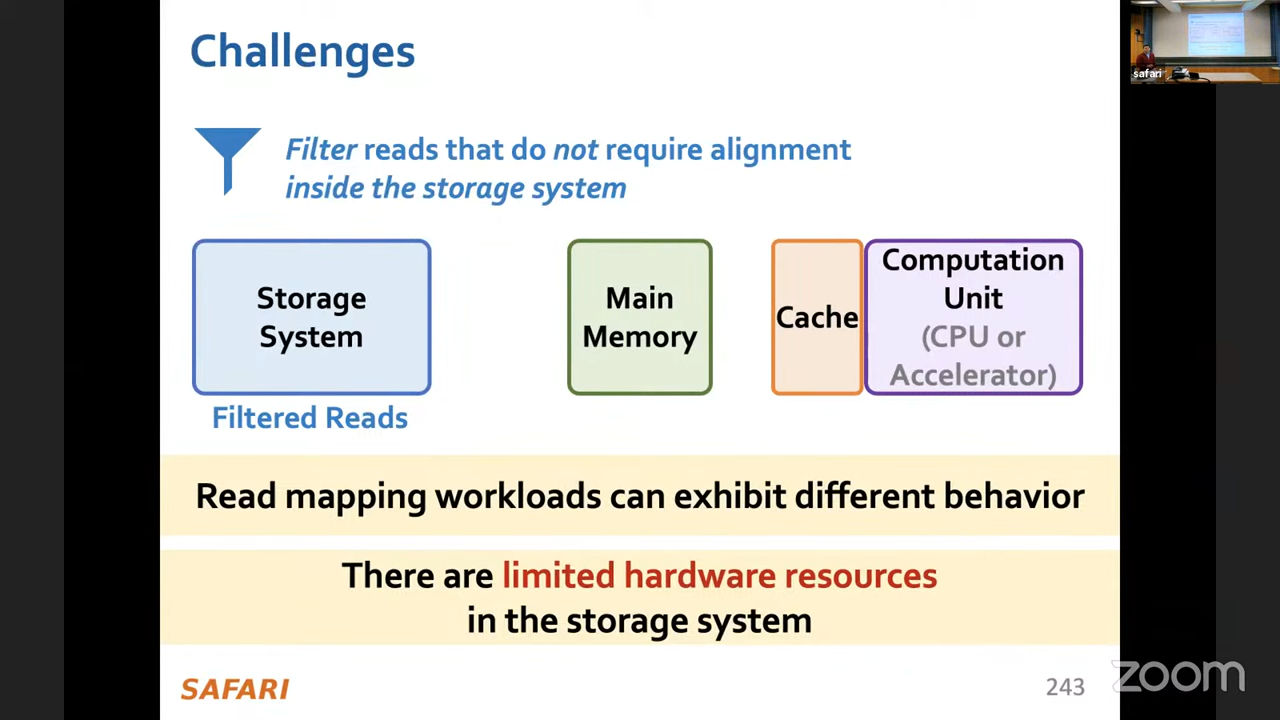 Challenges
safari
Filter reads that do not require alignment
inside the storage system
Storage
System
Main
Memory
Cache
Computation
Unit
(CPU or
Accelerator)
Filtered Reads
Read mapping workloads can exhibit different behavior
There are limited hardware resources
in the storage system
SAFARI
243
zoom